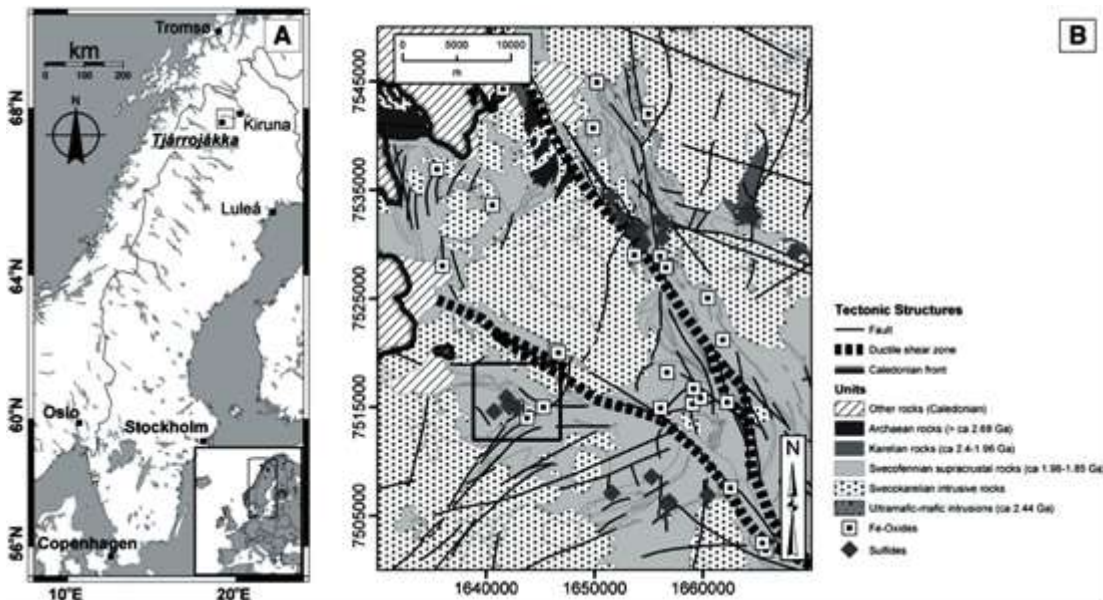 A
Tromsø
km
0 100 200
N
Kiruna
Tjårrojåkka
Luleå
Oslo
Stockholm
Copenhagen
68°N
64°N
60°N
56°N
10°E 20°E
B
0 5000 10000
m
7545000
7535000
7525000
7515000
7505000
1640000 1650000 1660000
N
Tectonic Structures
Fault
Ductile shear zone
Caledonian front
Units
Other rocks (Caledonian)
Archaean rocks (> ca 2.68 Ga)
Karelian rocks (ca 2.4-1.96 Ga)
Svecofennian supracrustal rocks (ca 1.96-1.85 Ga)
Svecokarelian intrusive rocks
Ultramafic-mafic intrusions (ca 2.44 Ga)
Fe-Oxides
Sulfides